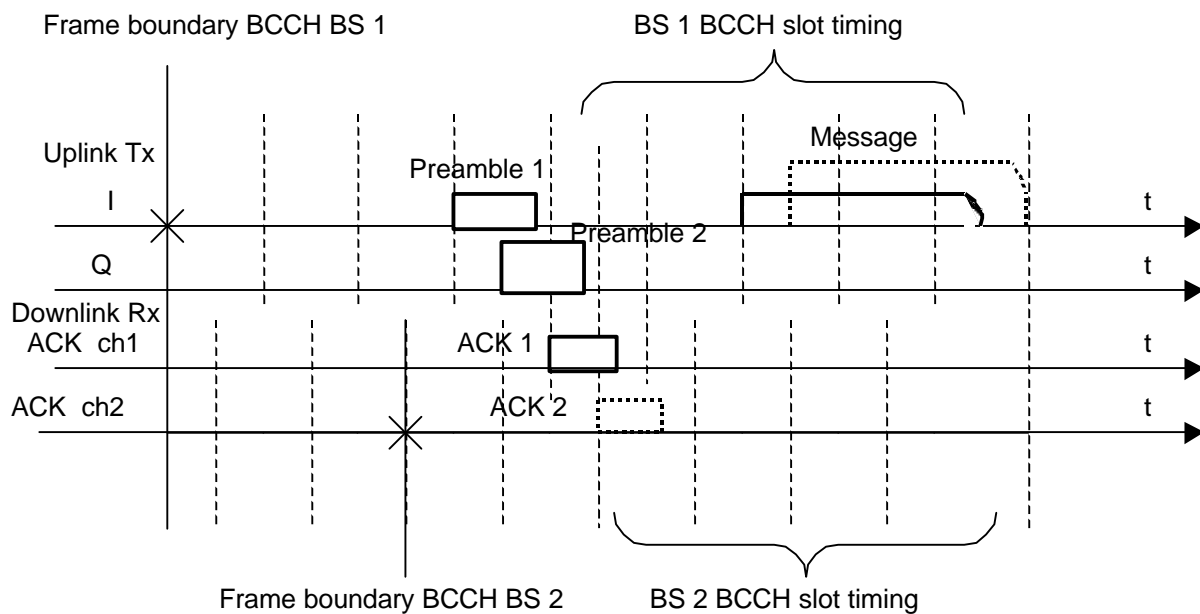 Frame boundary BCCH BS 1
BS 1 BCCH slot timing
Message
Uplink Tx
Preamble 1
I
t
Preamble 2
Q
t
Downlink Rx
ACK ch1
ACK 1
t
ACK ch2
ACK 2
t
Frame boundary BCCH BS 2
BS 2 BCCH slot timing